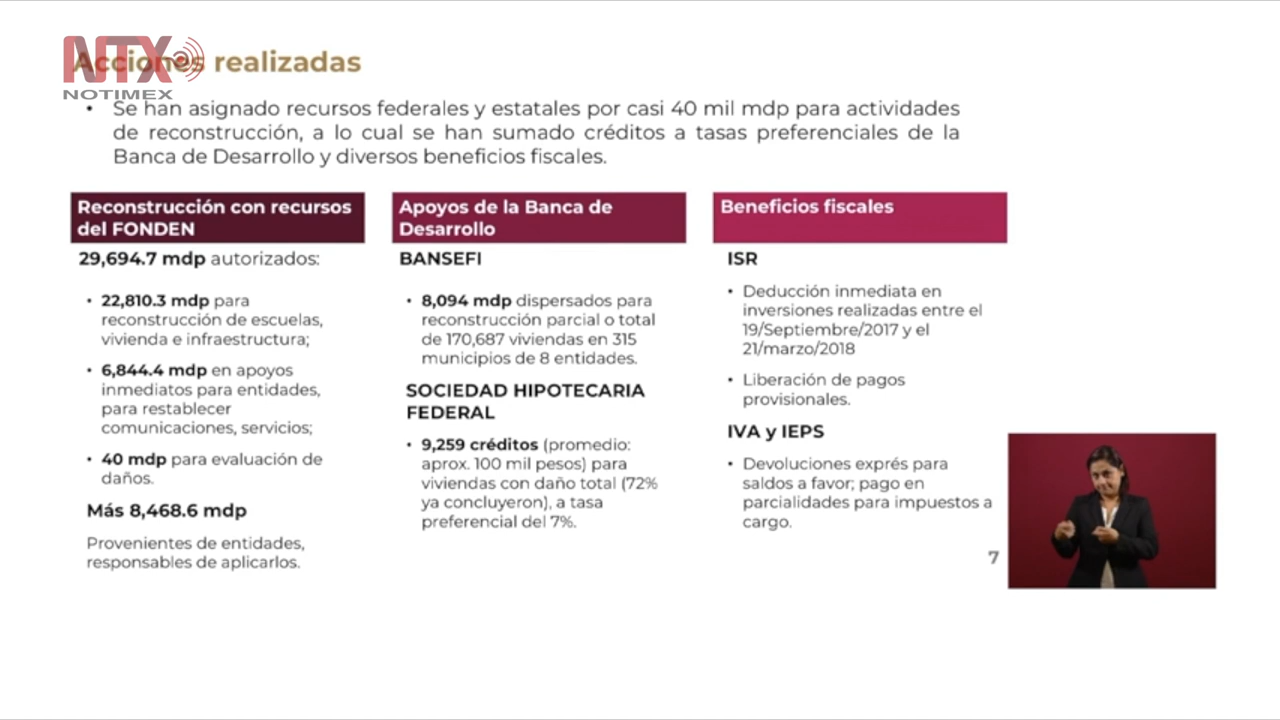 NTX
NOTIMEX
Acciones realizadas
• Se han asignado recursos federales y estatales por casi 40 mil mdp para actividades
de reconstrucción, a lo cual se han sumado créditos a tasas preferenciales de la
Banca de Desarrollo y diversos beneficios fiscales.
Reconstrucción con recursos
del FONDEN
29,694.7 mdp autorizados:
• 22,810.3 mdp para
reconstrucción de escuelas,
vivienda e infraestructura;
• 6,844.4 mdp en apoyos
inmediatos para entidades,
para restablecer
comunicaciones, servicios;
• 40 mdp para evaluación de
daños.
Más 8,468.6 mdp
Provenientes de entidades,
responsables de aplicarlos.
Apoyos de la Banca de
Desarrollo
BANSEFI
• 8,094 mdp dispersados para
reconstrucción parcial o total
de 170,687 viviendas en 315
municipios de 8 entidades.
SOCIEDAD HIPOTECARIA
FEDERAL
• 9,259 créditos (promedio:
aprox. 100 mil pesos) para
viviendas con daño total (72%
ya concluyeron), a tasa
preferencial del 7%.
Beneficios fiscales
ISR
• Deducción inmediata en
inversiones realizadas entre el
19/Septiembre/2017 y el
21/marzo/2018
• Liberación de pagos
provisionales.
IVA y IEPS
• Devoluciones exprés para
saldos a favor; pago en
parcialidades para impuestos a
cargo.
7